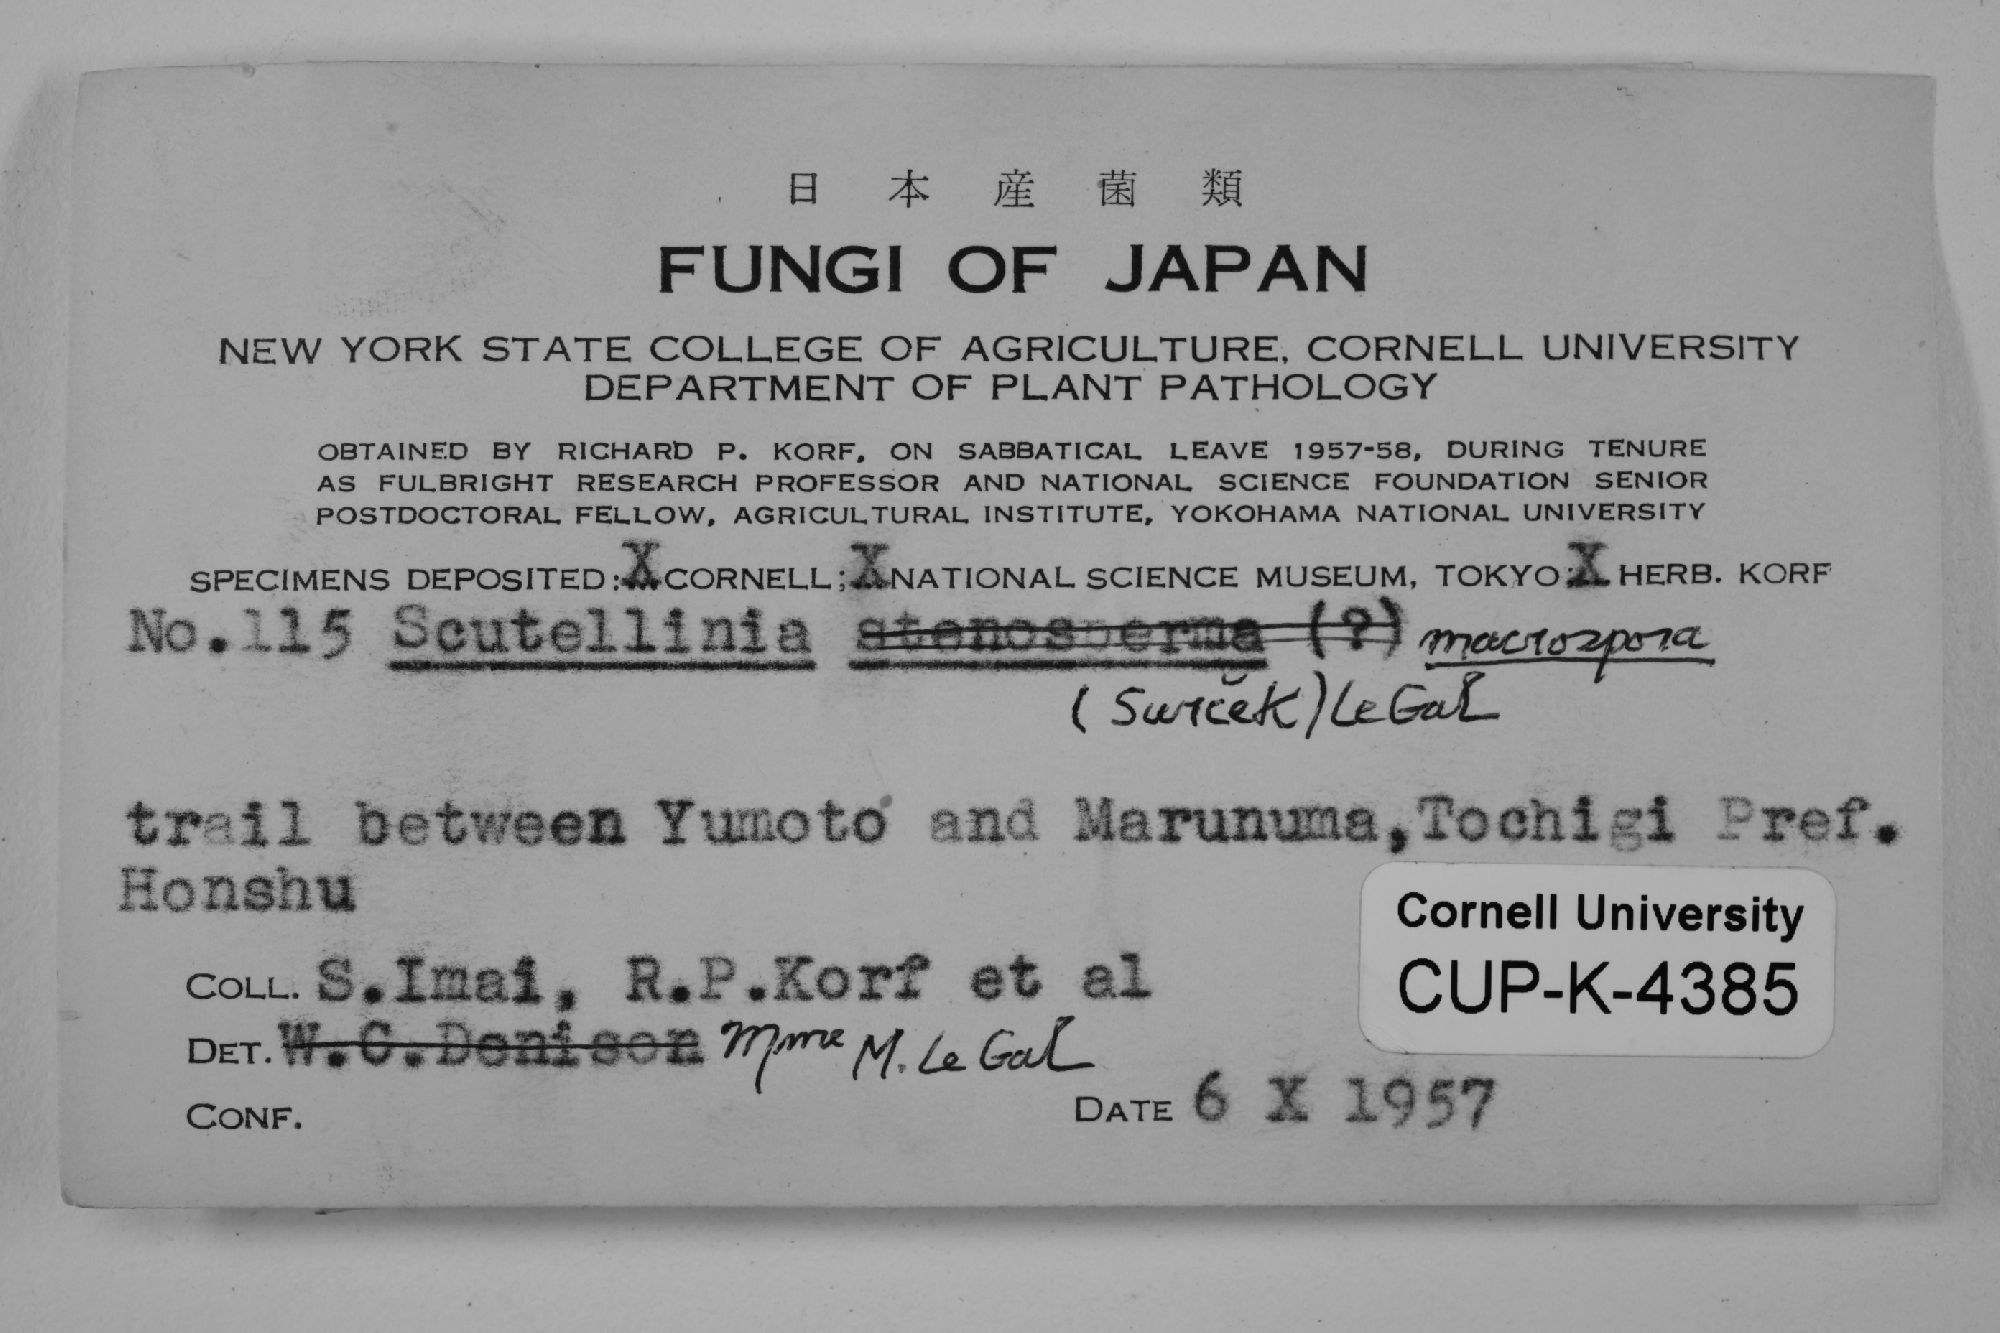 日本産菌類
FUNGI OF JAPAN
NEW YORK STATE COLLEGE OF AGRICULTURE, CORNELL UNIVERSITY
DEPARTMENT OF PLANT PATHOLOGY
OBTAINED BY RICHARD P. KORF, ON SABBATICAL LEAVE 1957-58, DURING TENURE
AS FULBRIGHT RESEARCH PROFESSOR AND NATIONAL SCIENCE FOUNDATION SENIOR
POSTDOCTORAL FELLOW, AGRICULTURAL INSTITUTE, YOKOHAMA NATIONAL UNIVERSITY
SPECIMENS DEPOSITED: X CORNELL; X NATIONAL SCIENCE MUSEUM, TOKYO; X HERB. KORF
No.115 Scutellinia stenosperma (?) macrospora
(Svrček) Le Gal
trail between Yumoto and Marunuma,Tochigi Pref.
Honshu
COLL. S.Imai, R.P.Korf et al
DET. W.C.Denison Mme M. Le Gal
CONF.
DATE 6 X 1957
Cornell University
CUP-K-4385